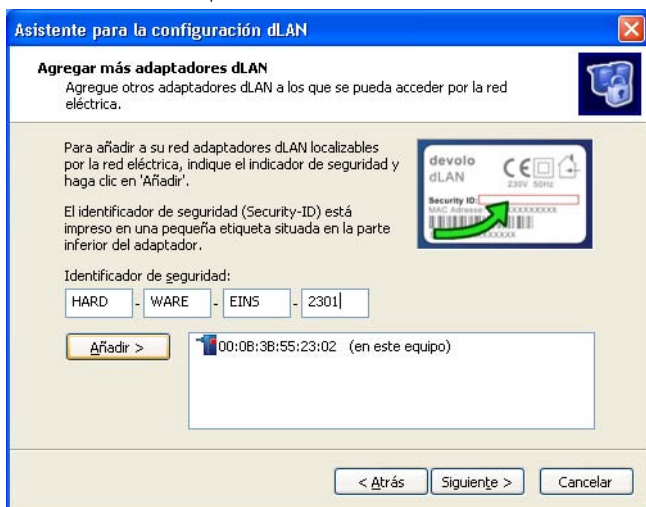 Asistente para la configuración dLAN
Agregar más adaptadores dLAN
Agregue otros adaptadores dLAN a los que se pueda acceder por la red
eléctrica.
Para añadir a su red adaptadores dLAN localizables
por la red eléctrica, indique el indicador de seguridad y
haga clic en 'Añadir'.
El identificador de seguridad (Security-ID) está
impreso en una pequeña etiqueta situada en la parte
inferior del adaptador.
devolo
dLAN
CE
230V 50Hz
Security ID:
MAC Adresse XXXXXXXXX
Identificador de seguridad:
HARD - WARE - EINS - 2301
Añadir >
00:0B:3B:55:23:02 (en este equipo)
< Atrás Siguiente > Cancelar